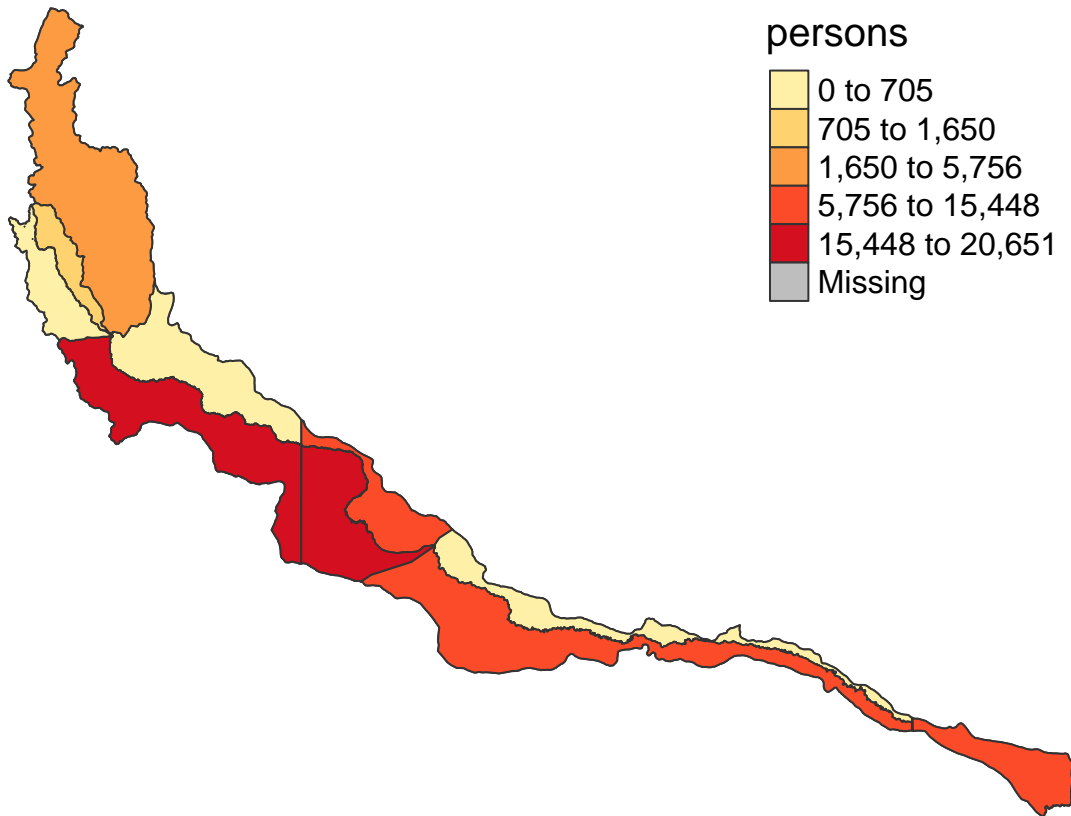 persons
0 to 705
705 to 1,650
1,650 to 5,756
5,756 to 15,448
15,448 to 20,651
Missing